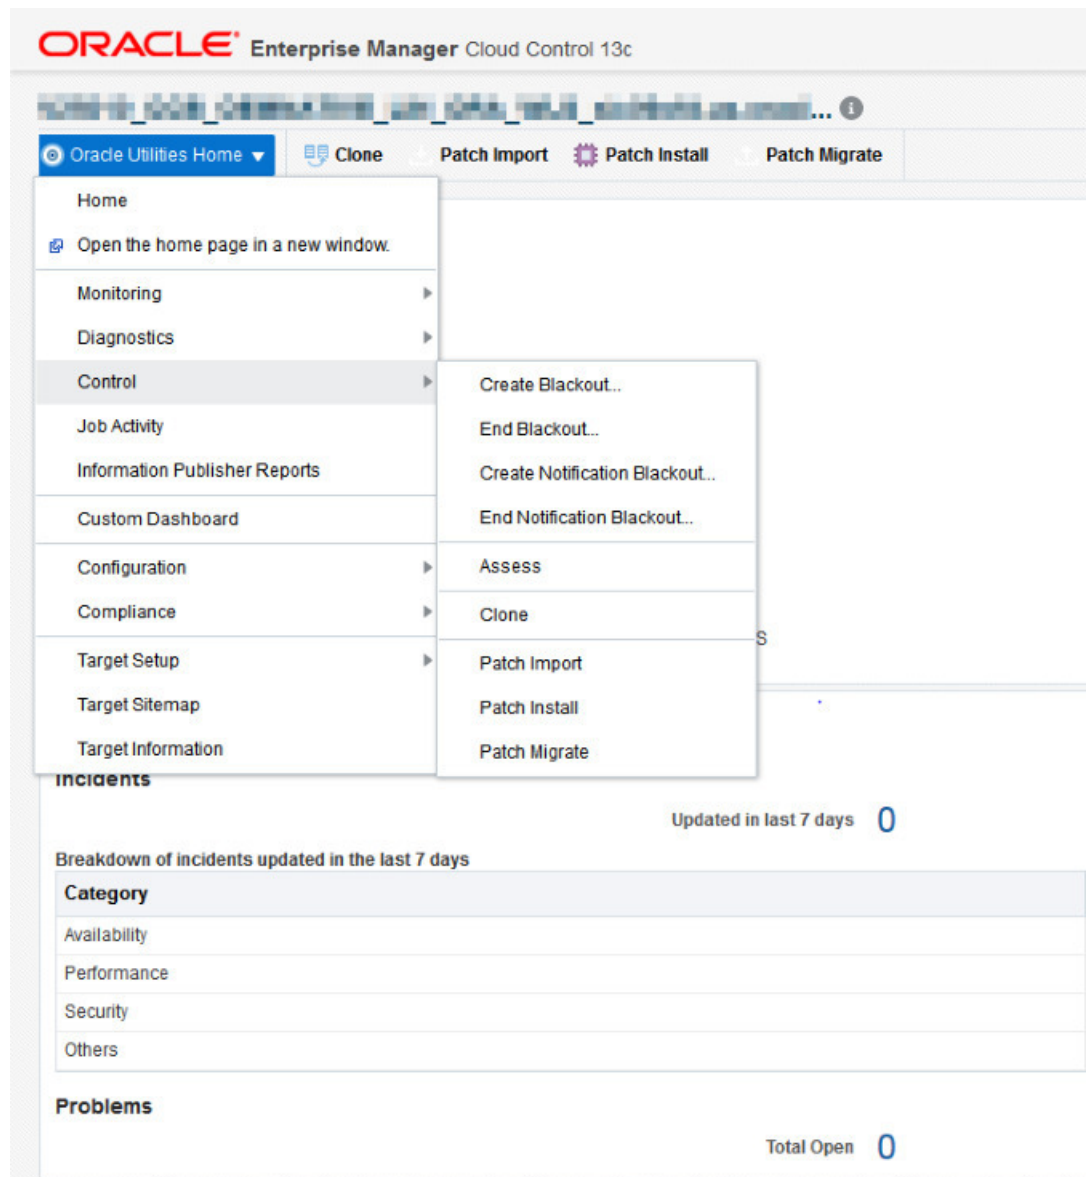 ORACLE Enterprise Manager Cloud Control 13c
...
Oracle Utilities Home Clone Patch Import Patch Install Patch Migrate
Home
Open the home page in a new window.
Monitoring
Diagnostics
Control
Job Activity
Information Publisher Reports
Custom Dashboard
Configuration
Compliance
Target Setup
Target Sitemap
Target Information
Create Blackout...
End Blackout...
Create Notification Blackout...
End Notification Blackout...
Assess
Clone
Patch Import
Patch Install
Patch Migrate
s
Incidents
Updated in last 7 days 0
Breakdown of incidents updated in the last 7 days
Category
Availability
Performance
Security
Others
Problems
Total Open 0